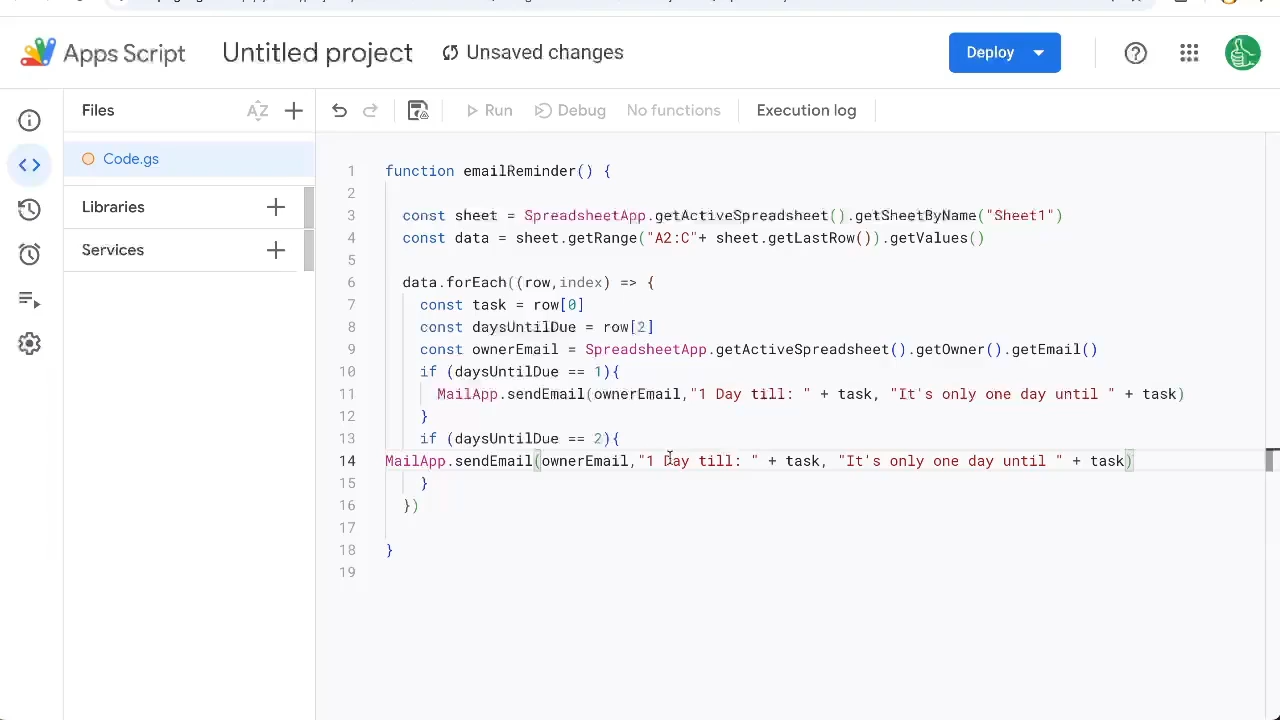 Apps Script
Untitled project
Unsaved changes
Deploy
Files
AZ
Run
Debug
No functions
Execution log
Code.gs
Libraries
Services
1 function emailReminder() {
2
3 const sheet = SpreadsheetApp.getActiveSpreadsheet().getSheetByName("Sheet1")
4 const data = sheet.getRange("A2:C"+ sheet.getLastRow()).getValues()
5
6 data.forEach((row,index) => {
7 const task = row[0]
8 const daysUntilDue = row[2]
9 const ownerEmail = SpreadsheetApp.getActiveSpreadsheet().getOwner().getEmail()
10 if (daysUntilDue == 1){
11 MailApp.sendEmail(ownerEmail,"1 Day till: " + task, "It's only one day until " + task)
12 }
13 if (daysUntilDue == 2){
14 MailApp.sendEmail(ownerEmail,"1 Day till: " + task, "It's only one day until " + task)
15 }
16 })
17
18 }
19